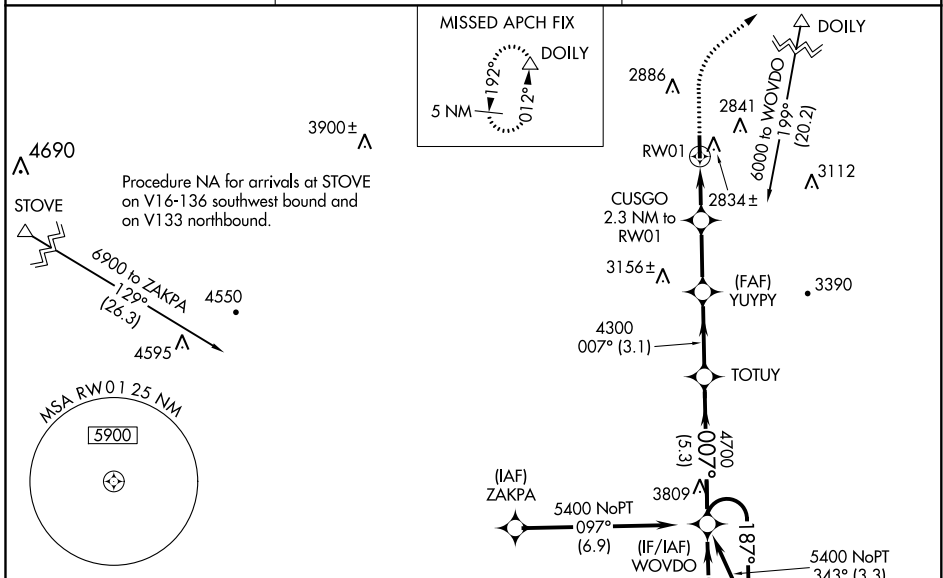 MISSED APCH FIX
DOILY
192°
012°
5 NM
DOILY
6000 to WOVDO
199°
(20.2)
2886
2841
3900±
4690
RW01
3112
2834±
Procedure NA for arrivals at STOVE
on V16-136 southwest bound and
on V133 northbound.
STOVE
CUSGO
2.3 NM to
RW01
6900 to ZAKPA
129°
(26.3)
4550
4595
3156±
(FAF)
YUYPY
3390
4300
007° (3.1)
TOTUY
MSA RW01 25 NM
5900
4700
007°
(5.3)
3809
(IAF)
ZAKPA
5400 NoPT
097°
(6.9)
(IF/IAF)
WOVDO
187°
5400 NoPT
343° (3.3)